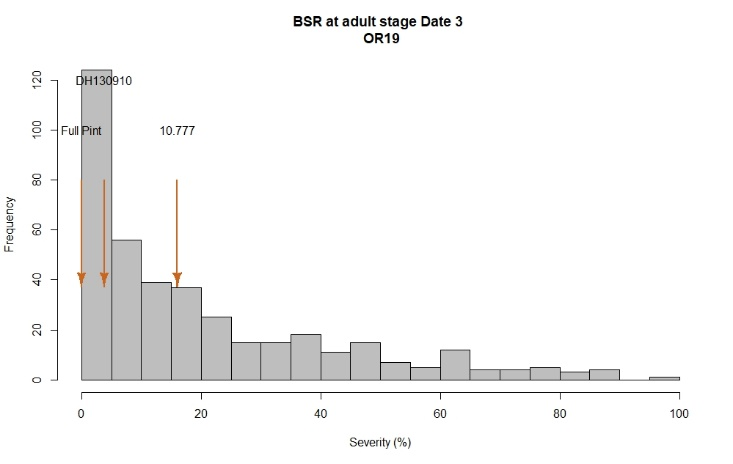 BSR at adult stage Date 3
OR19
DH130910
Full Pint
10.777
Frequency
120
100
80
60
40
20
0
0 20 40 60 80 100
Severity (%)